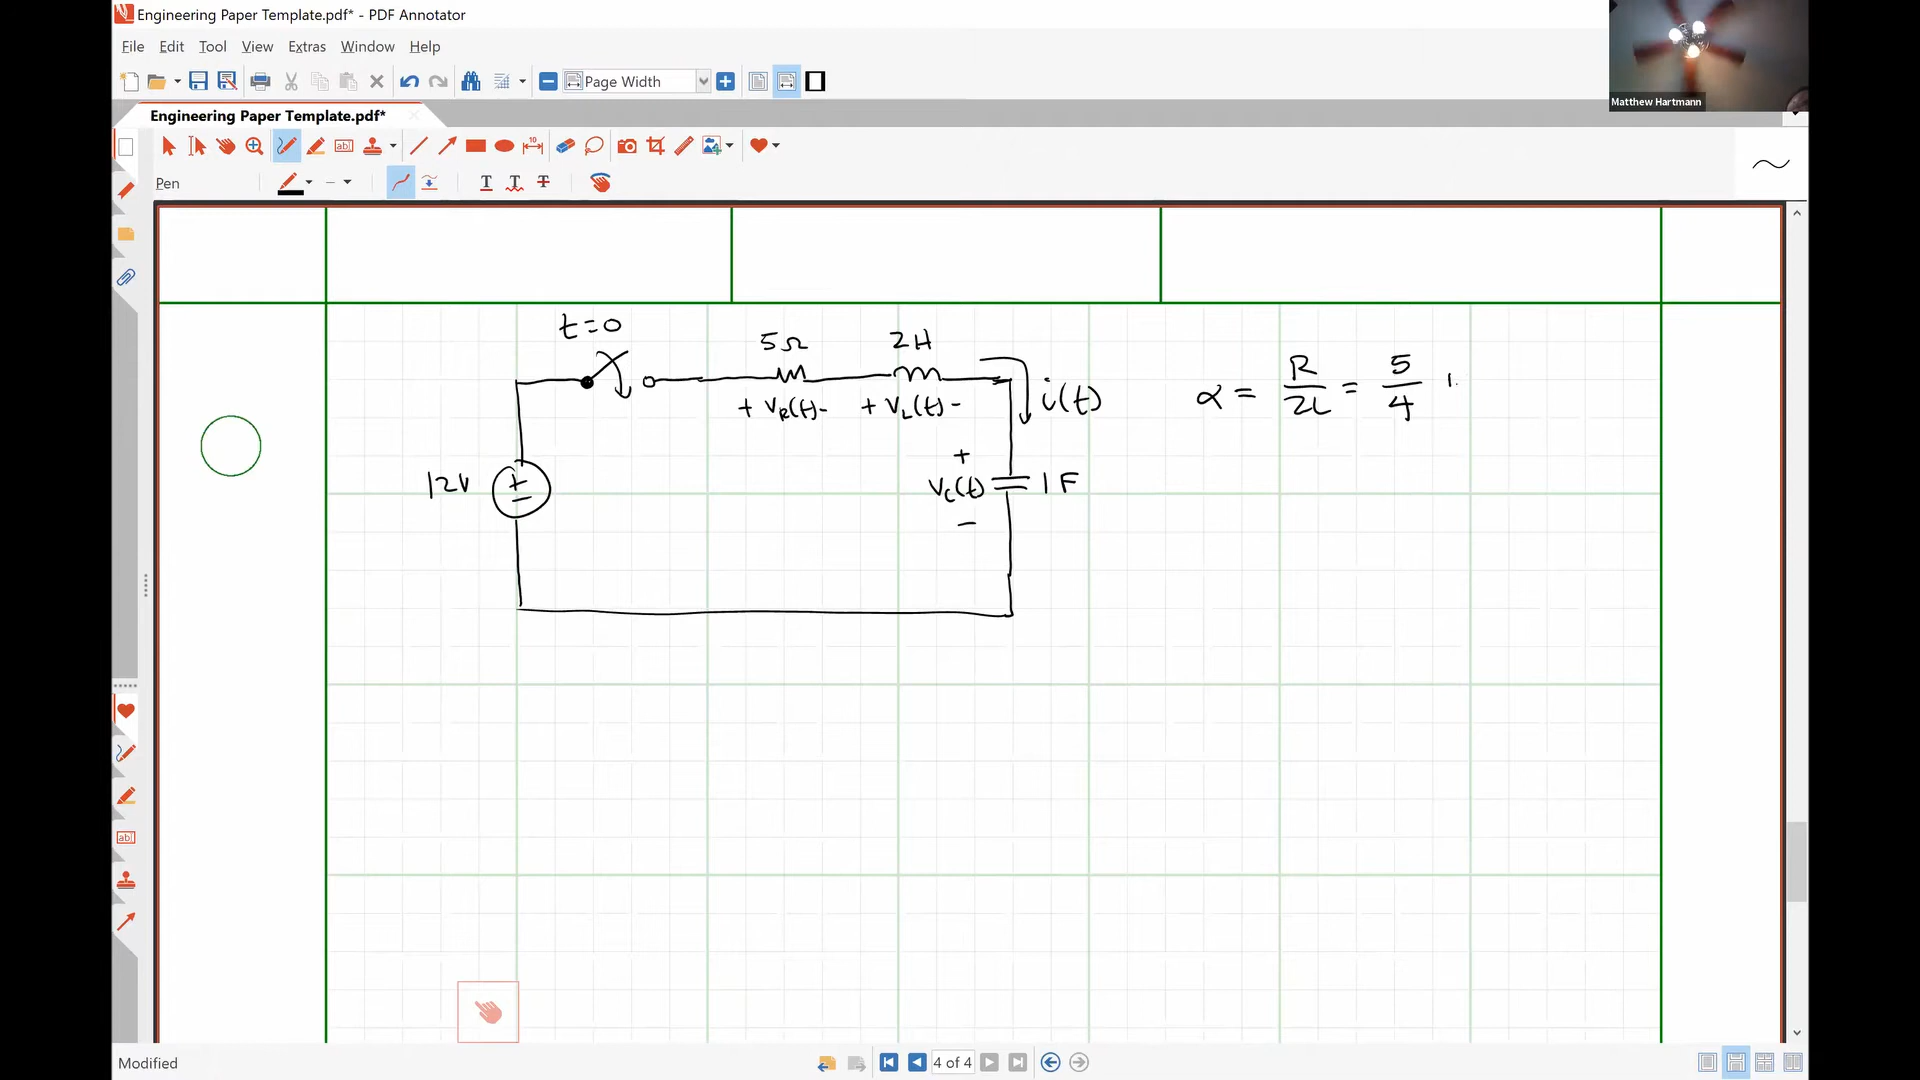 Engineering Paper Template.pdf* - PDF Annotator
File Edit Tool View Extras Window Help
Page Width
Matthew Hartmann
Engineering Paper Template.pdf*
Pen
t=0
5Ω
2H
+ VR(t) -
+ VL(t) -
i(t)
α = R/2L = 5/4
12V
+
-
+
Vc(t)
-
1F
Modified
4 of 4